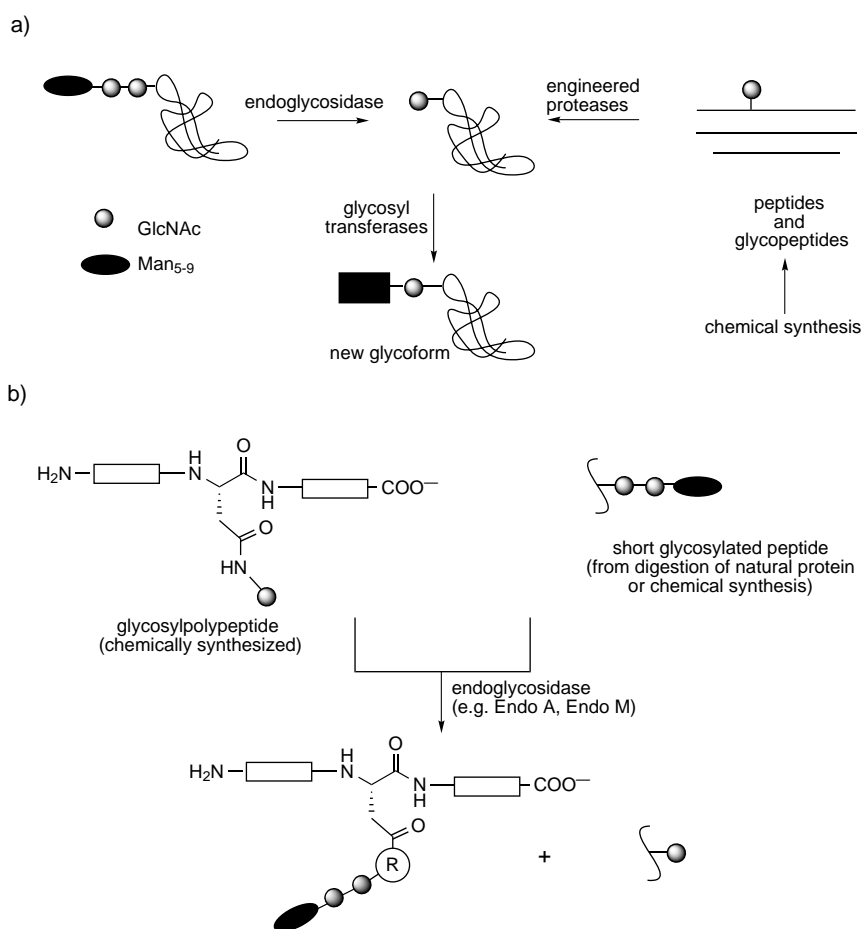 a)
endoglycosidase
engineered
proteases
GlcNAc
Man5-9
glycosyl
transferases
new glycoform
peptides
and
glycopeptides
chemical synthesis
b)
H2N
H
N
O
N
H
COO—
O
HN
glycosylpolypeptide
(chemically synthesized)
short glycosylated peptide
(from digestion of natural protein
or chemical synthesis)
endoglycosidase
(e.g. Endo A, Endo M)
H2N
H
N
O
N
H
COO—
O
R
+